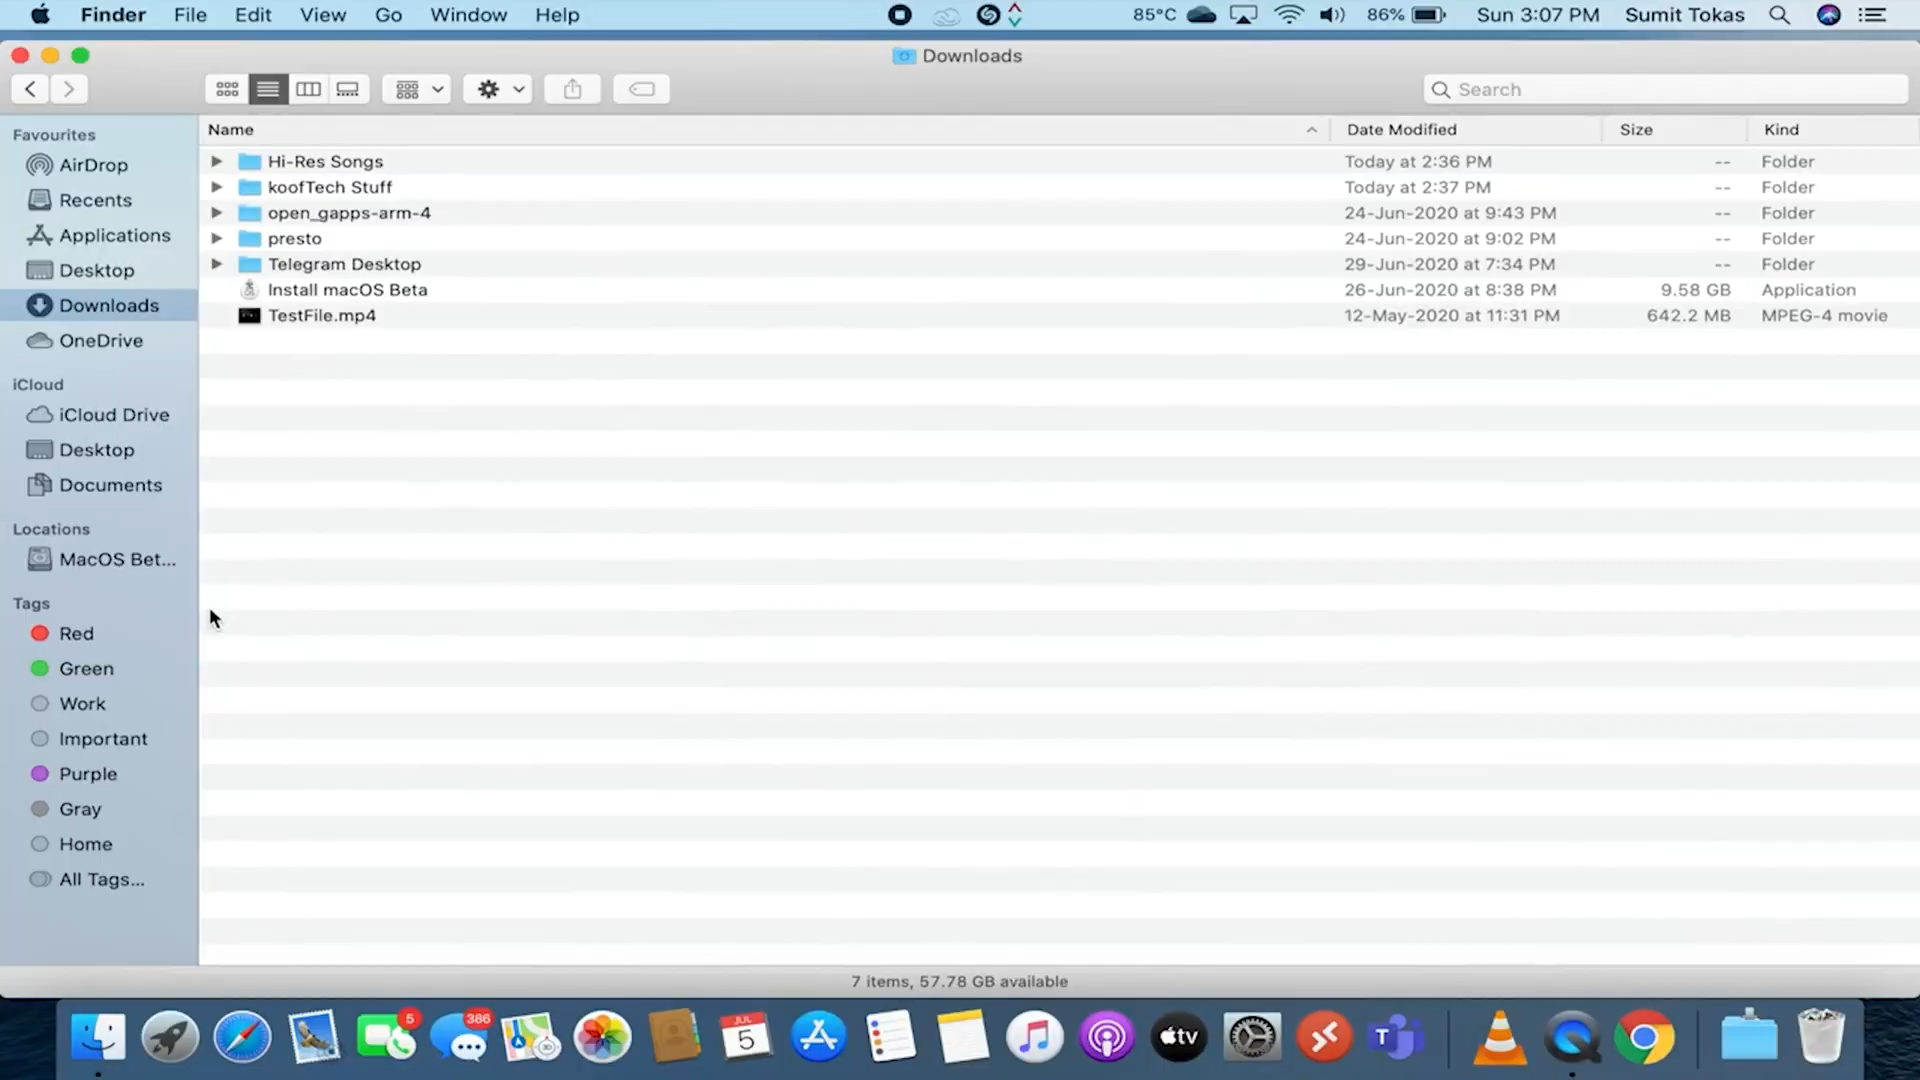 Finder File Edit View Go Window Help 85°C 86% Sun 3:07 PM Sumit Tokas
Downloads
Search
Favourites
AirDrop
Recents
Applications
Desktop
Downloads
OneDrive
iCloud
iCloud Drive
Desktop
Documents
Locations
MacOS Bet...
Tags
Red
Green
Work
Important
Purple
Gray
Home
All Tags...
Name Date Modified Size Kind
Hi-Res Songs Today at 2:36 PM -- Folder
koofTech Stuff Today at 2:37 PM -- Folder
open_gapps-arm-4 24-Jun-2020 at 9:43 PM -- Folder
presto 24-Jun-2020 at 9:02 PM -- Folder
Telegram Desktop 29-Jun-2020 at 7:34 PM -- Folder
Install macOS Beta 26-Jun-2020 at 8:38 PM 9.58 GB Application
TestFile.mp4 12-May-2020 at 11:31 PM 642.2 MB MPEG-4 movie
7 items, 57.78 GB available
5 386 3D JUL 5 tv T